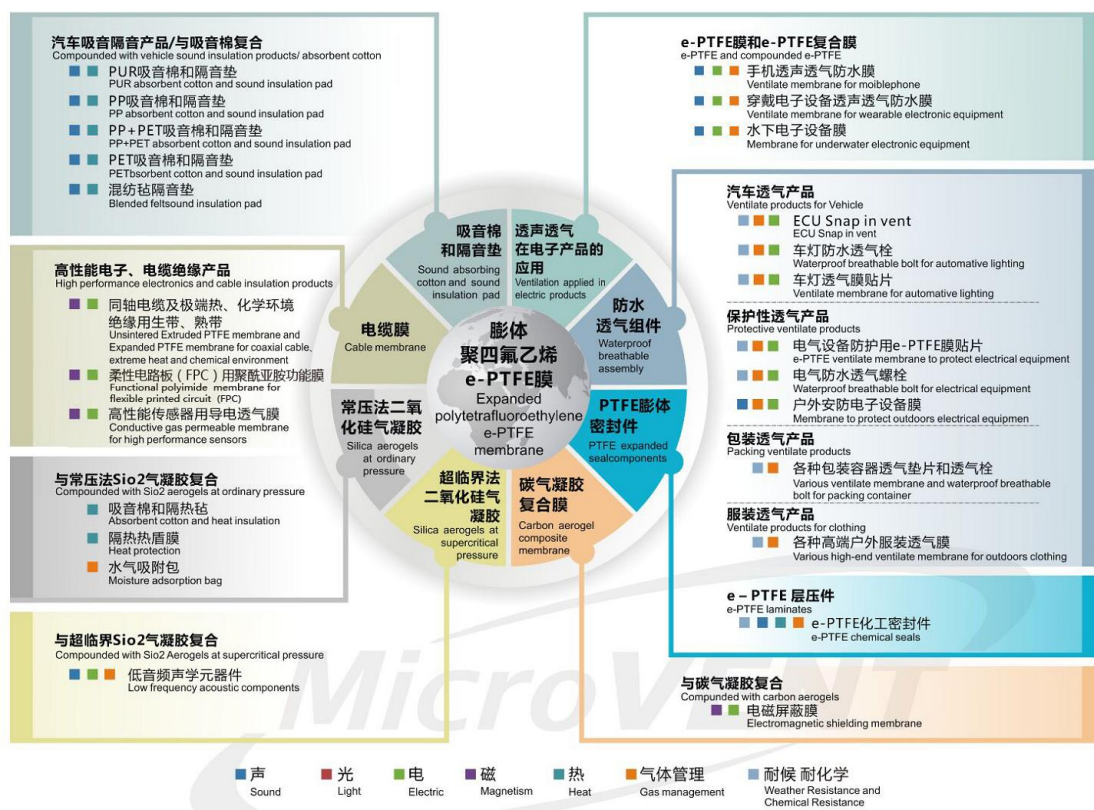 汽车吸音隔音产品/与吸音棉复合
Compounded with vehicle sound insulation products/ absorbent cotton
PUR吸音棉和隔音垫
PUR absorbent cotton and sound insulation pad
PP吸音棉和隔音垫
PP absorbent cotton and sound insulation pad
PP+PET吸音棉和隔音垫
PP+PET absorbent cotton and sound insulation pad
PET吸音棉和隔音垫
PETbsorbent cotton and sound insulation pad
混纺毡隔音垫
Blended feltsound insulation pad
高性能电子、电缆绝缘产品
High performance electronics and cable insulation products
同轴电缆及极端热、化学环境
绝缘用生带、熟带
Unsintered Extruded PTFE membrane and
Expanded PTFE membrane for coaxial cable、
extreme heat and chemical environment
柔性电路板（FPC）用聚酰亚胺功能膜
Functional polyimide membrane for
flexible printed circuit (FPC)
高性能传感器用导电透气膜
Conductive gas permeable membrane
for high performance sensors
与常压法Sio2气凝胶复合
Compounded with Sio2 aerogels at ordinary pressure
吸音棉和隔热毡
Absorbent cotton and heat insulation
隔热热盾膜
Heat protection
水气吸附包
Moisture adsorption bag
与超临界Sio2气凝胶复合
Compounded with Sio2 Aerogels at supercritical pressure
低音频声学元器件
Low frequency acoustic components
吸音棉
和隔音垫
Sound absorbing
cotton and sound
insulation pad
透声透气
在电子产品的
应用
Ventilation applied in
electric products
电缆膜
Cable membrane
防水
透气组件
Waterproof
breathable
assembly
膨体
聚四氟乙烯
e-PTFE膜
Expanded
polytetrafluoroethylene
e-PTFE
membrane
常压法二氧
化硅气凝胶
Silica aerogels
at ordinary
pressure
PTFE膨体
密封件
PTFE expanded
sealcomponents
超临界法
二氧化硅气
凝胶
Silica aerogels at
supercritical
pressure
碳气凝胶
复合膜
Carbon aerogel
composite
membrane
e-PTFE膜和e-PTFE复合膜
e-PTFE and compounded e-PTFE
手机透声透气防水膜
Ventilate membrane for moiblephone
穿戴电子设备透声透气防水膜
Ventilate membrane for wearable electronic equipment
水下电子设备膜
Membrane for underwater electronic equipment
汽车透气产品
Ventilate products for Vehicle
ECU Snap in vent
ECU Snap in vent
车灯防水透气栓
Waterproof breathable bolt for automotive lighting
车灯透气膜贴片
Ventilate membrane for automotive lighting
保护性透气产品
Protective ventilate products
电气设备防护用e-PTFE膜贴片
e-PTFE ventilate membrane to protect electrical equipment
电气防水透气螺栓
Waterproof breathable bolt for electrical equipment
户外安防电子设备膜
Membrane to protect outdoors electrical equipmen
包装透气产品
Packing ventilate products
各种包装容器透气垫片和透气栓
Various ventilate membrane and waterproof breathable
bolt for packing container
服装透气产品
Ventilate products for clothing
各种高端户外服装透气膜
Various high-end ventilate membrane for outdoors clothing
e – PTFE 层压件
e-PTFE laminates
e-PTFE化工密封件
e-PTFE chemical seals
与碳气凝胶复合
Compunded with carbon aerogels
电磁屏蔽膜
Electromagnetic shielding membrane
MicroVENT
声
Sound
光
Light
电
Electric
磁
Magnetism
热
Heat
气体管理
Gas management
耐候 耐化学
Weather Resistance and
Chemical Resistance